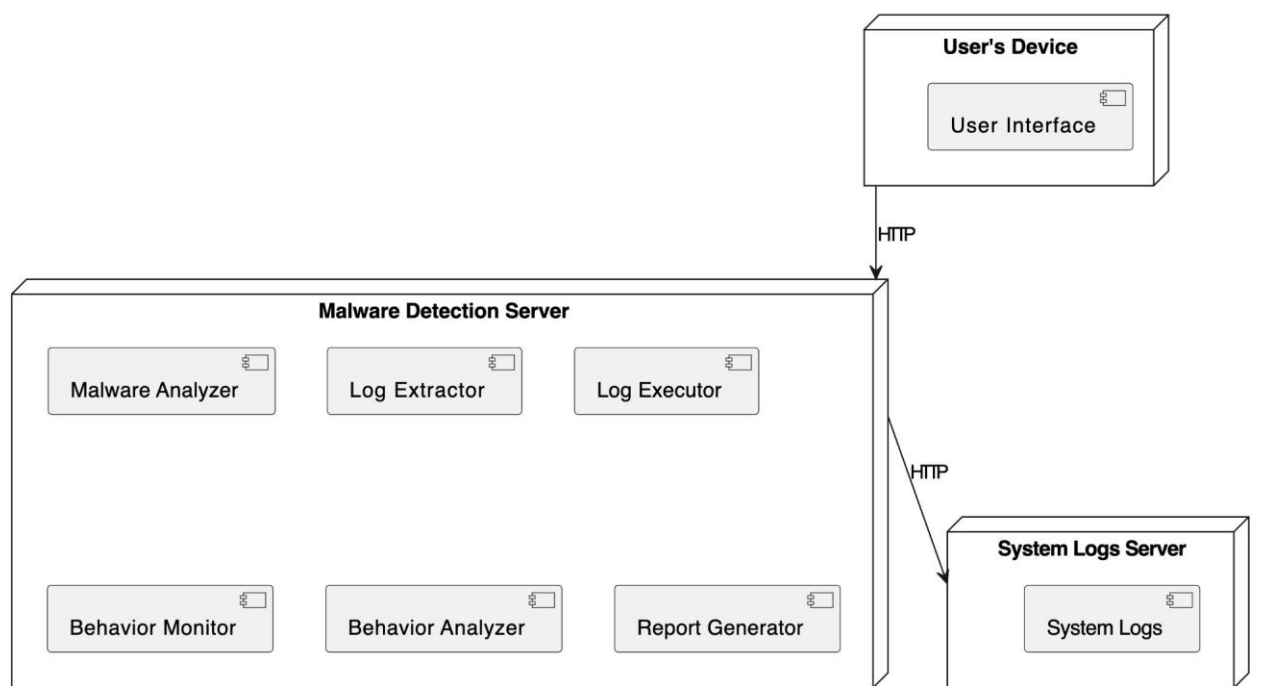 User's Device
User Interface
HTTP
Malware Detection Server
Malware Analyzer
Log Extractor
Log Executor
HTTP
System Logs Server
Behavior Monitor
Behavior Analyzer
Report Generator
System Logs